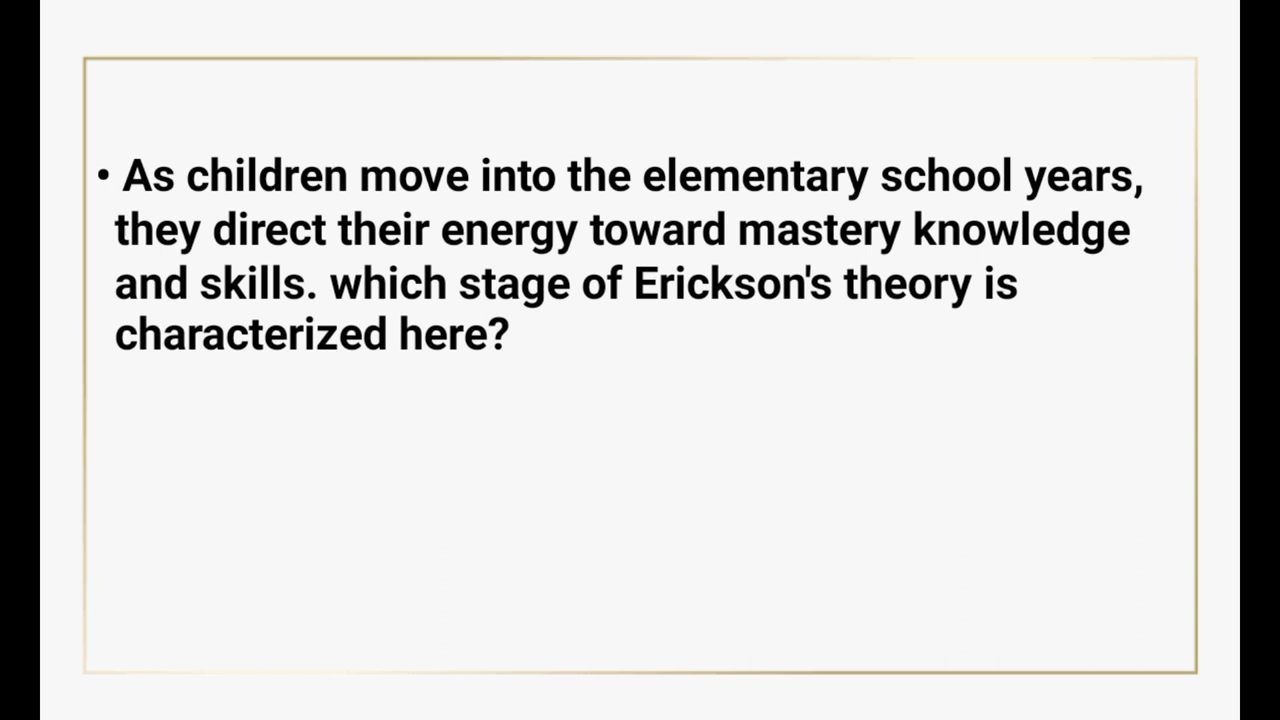 • As children move into the elementary school years,
they direct their energy toward mastery knowledge
and skills. which stage of Erickson's theory is
characterized here?